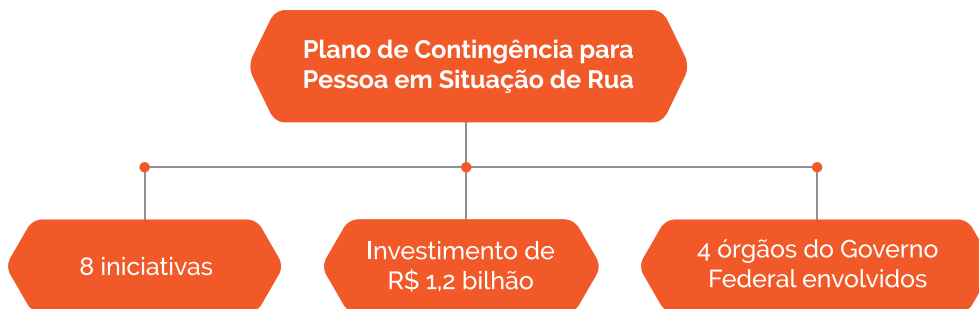 Plano de Contingência para
Pessoa em Situação de Rua
8 iniciativas
Investimento de
R$ 1,2 bilhão
4 órgãos do Governo
Federal envolvidos